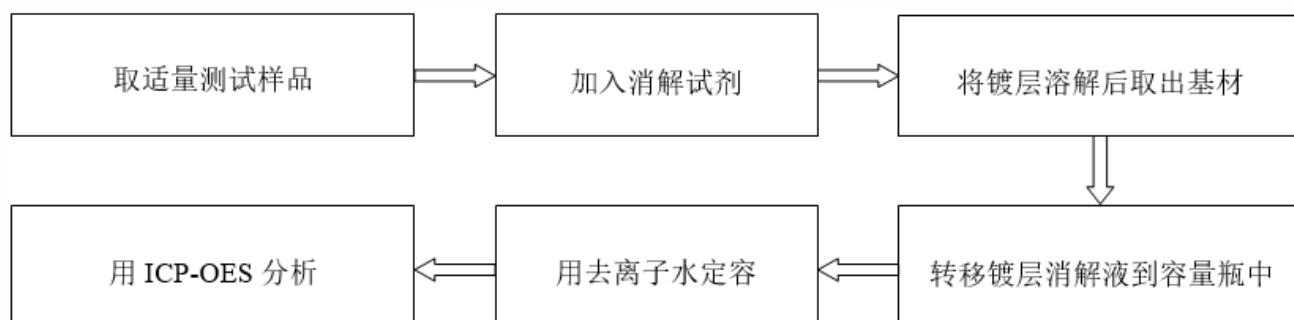 取适量测试样品
加入消解试剂
将镀层溶解后取出基材
转移镀层消解液到容量瓶中
用去离子水定容
用 ICP-OES 分析